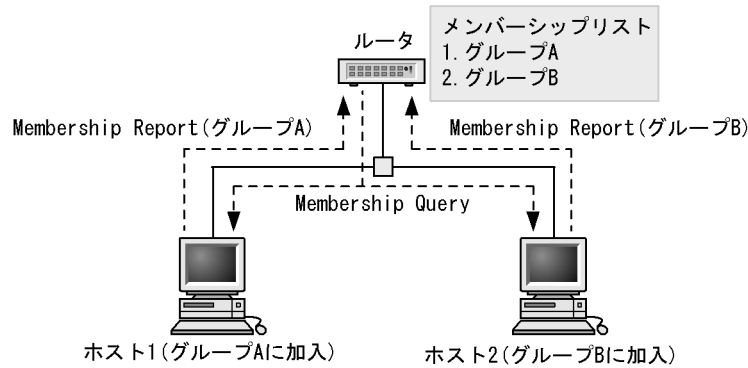 メンバーシップリスト
1. グループA
2. グループB
ルータ
Membership Report(グループA)
Membership Report(グループB)
Membership Query
ホスト1(グループAに加入)
ホスト2(グループBに加入)